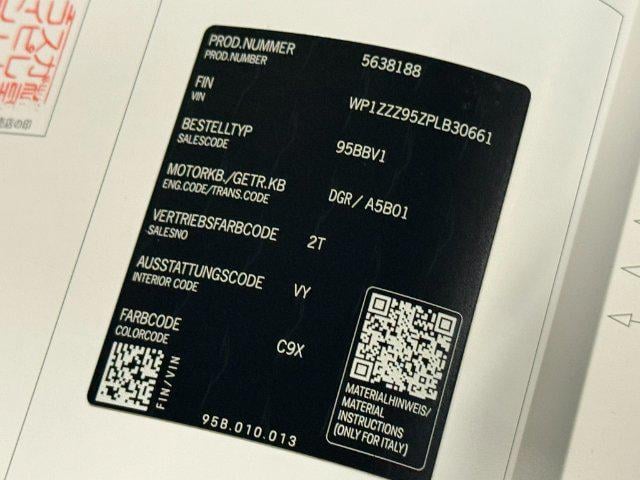 PROD.NUMMER
PROD.NUMBER
5638188
FIN
VIN
WP1ZZZ95ZPLB30661
BESTELLTYP
SALESCODE
95BBV1
MOTORKB./GETR.KB
ENG.CODE/TRANS.CODE
DGR/A5B01
VERTRIEBSFARBCODE
SALESNO
2T
AUSSTATTUNGSCODE
INTERIOR CODE
VY
FARBCODE
COLORCODE
C9X
FIN/VIN
MATERIALHINWEIS/
MATERIAL
INSTRUCTIONS
(ONLY FOR ITALY)
95B.010.013